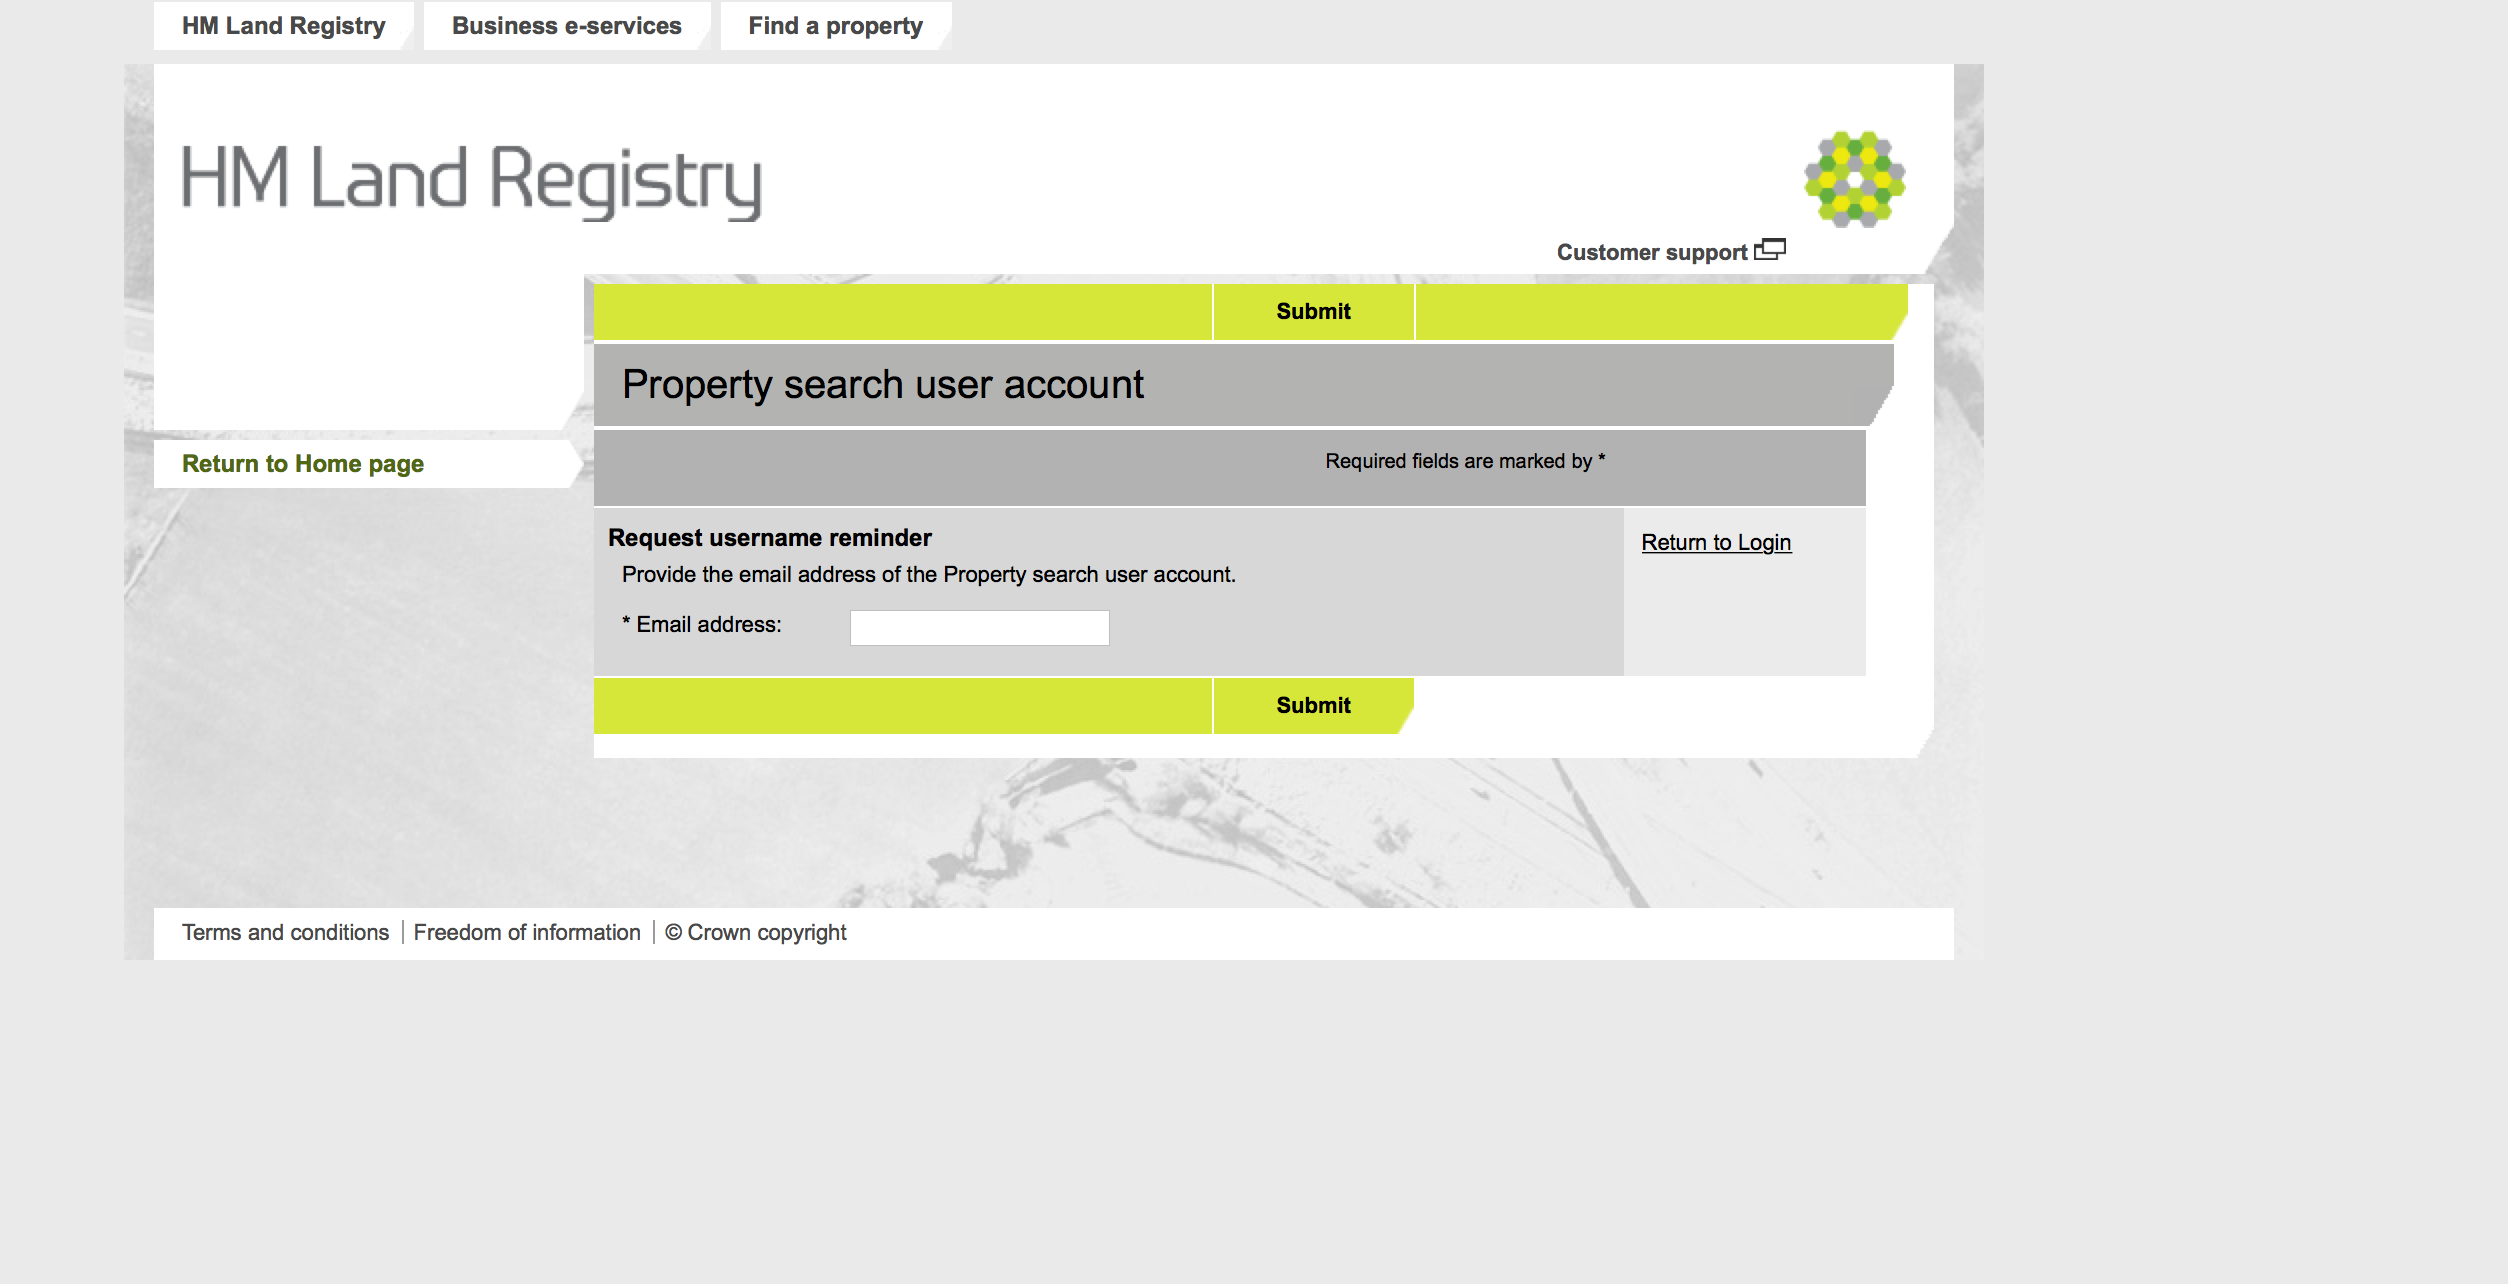 HM Land Registry
Business e-services
Find a property
HM Land Registry
Customer support
Submit
Property search user account
Return to Home page
Required fields are marked by *
Request username reminder
Return to Login
Provide the email address of the Property search user account.
* Email address:
Submit
Terms and conditions
Freedom of information
© Crown copyright